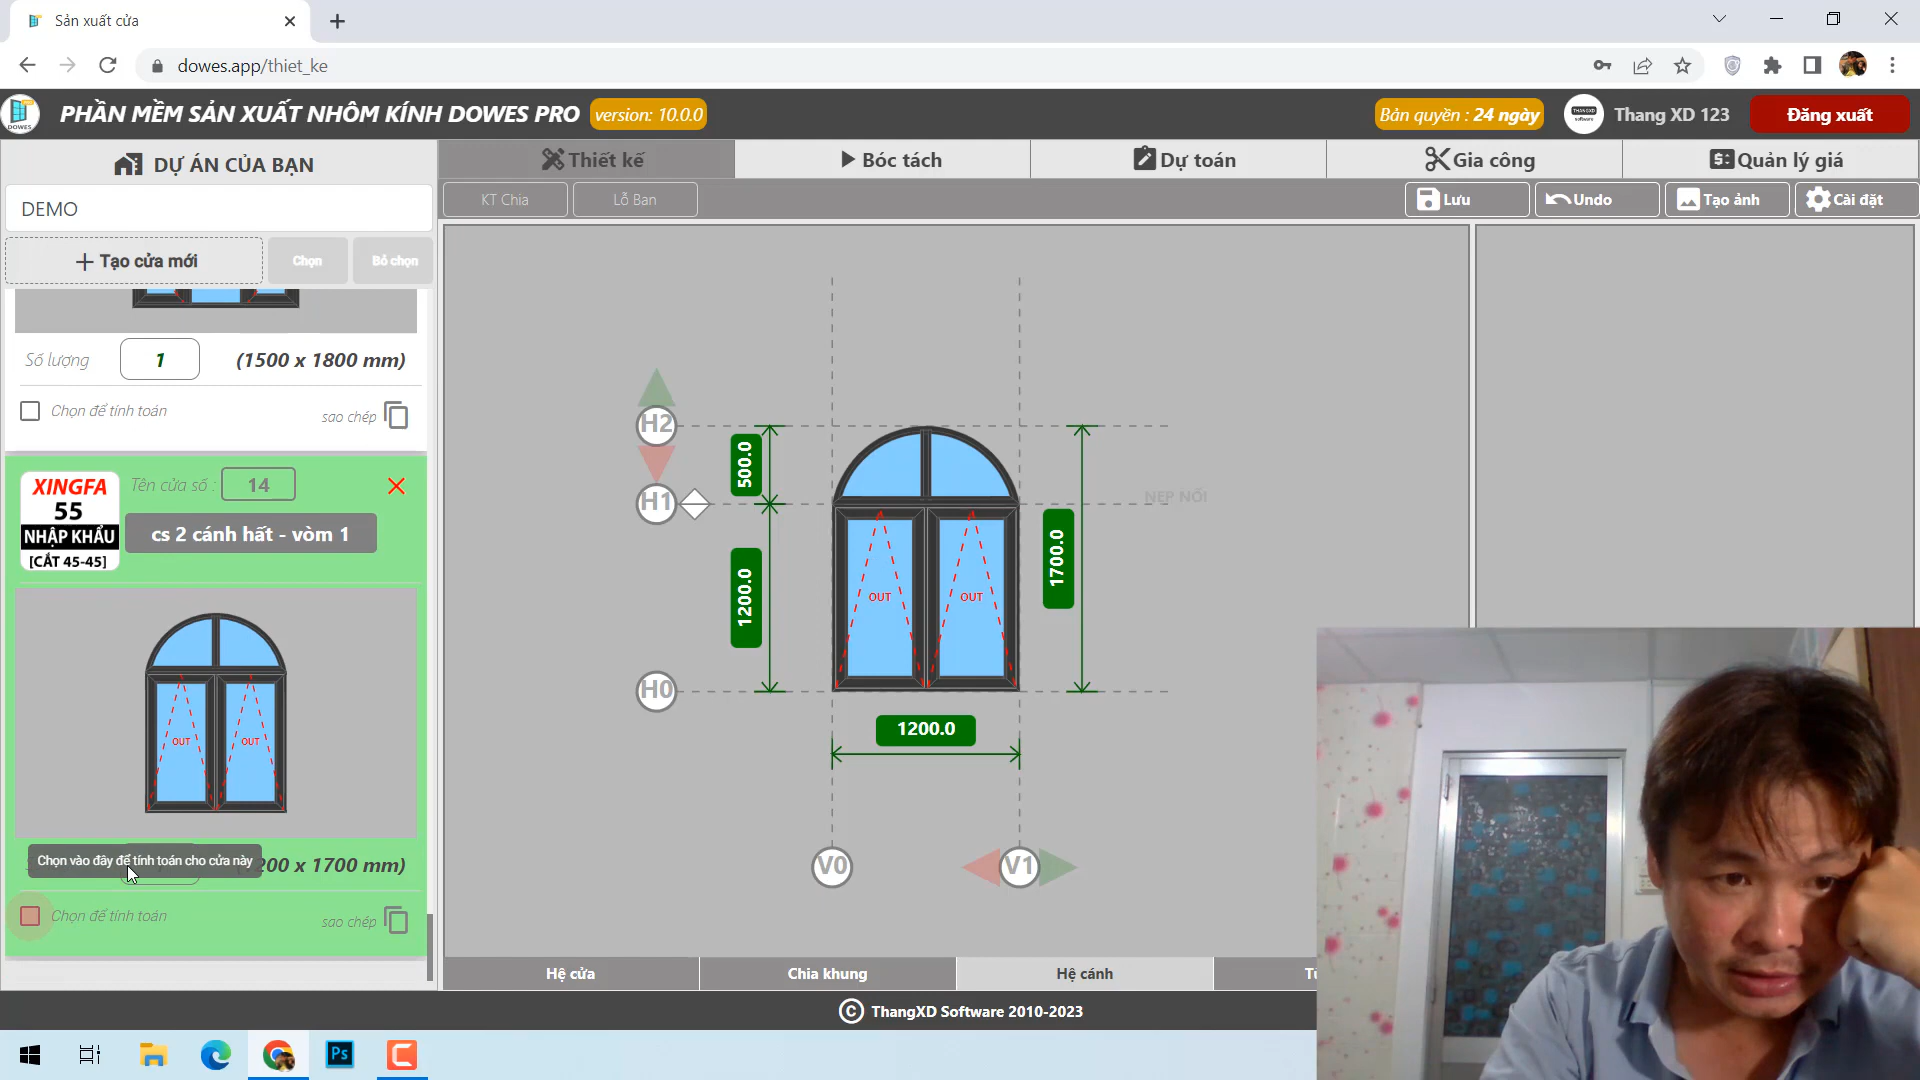 Sản xuất cửa
dowes.app/thiet_ke
DOWES
PHẦN MỀM SẢN XUẤT NHÔM KÍNH DOWES PRO
version: 10.0.0
Bản quyền : 24 ngày
THANGXD
software
Thang XD 123
Đăng xuất
DỰ ÁN CỦA BẠN
Thiết kế
Bóc tách
Dự toán
Gia công
Quản lý giá
DEMO
KT Chia
Lỗ Ban
Lưu
Undo
Tạo ảnh
Cài đặt
Tạo cửa mới
Chọn
Bỏ chọn
Số lượng
1
(1500 x 1800 mm)
Chọn để tính toán
sao chép
XINGFA
55
NHẬP KHẨU
[CẮT 45-45]
Tên cửa sổ :
14
cs 2 cánh hất - vòm 1
OUT
OUT
Chọn vào đây để tính toán cho cửa này
200 x 1700 mm)
Chọn để tính toán
sao chép
H2
H1
H0
500.0
1200.0
1700.0
NẸP NỐI
OUT
OUT
1200.0
V0
V1
Hệ cửa
Chia khung
Hệ cánh
ThangXD Software 2010-2023
Ps